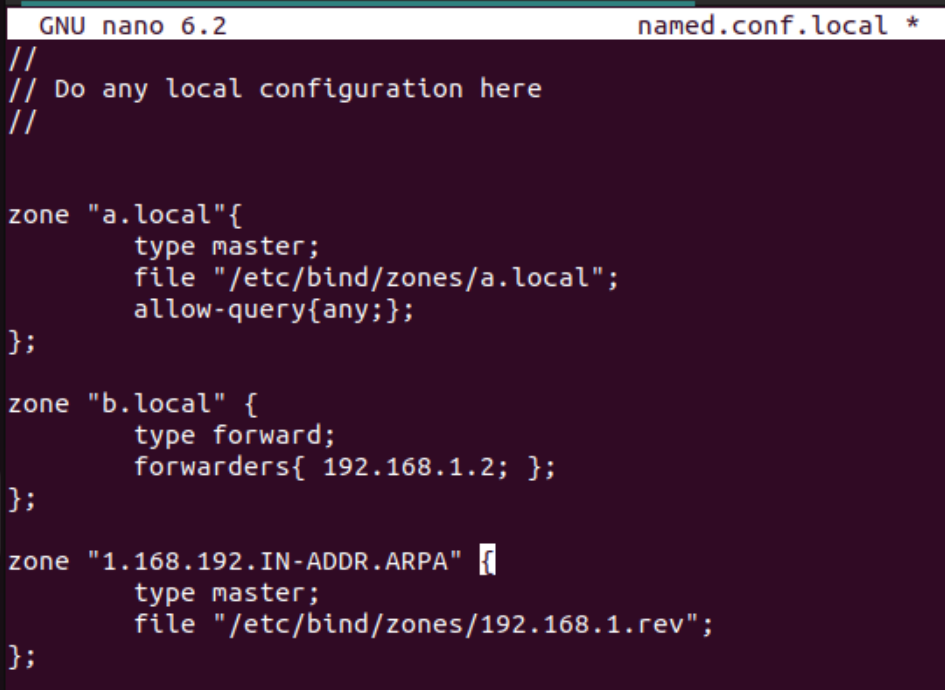 GNU nano 6.2 named.conf.local *
//
// Do any local configuration here
//
zone "a.local"{
type master;
file "/etc/bind/zones/a.local";
allow-query{any;};
};
zone "b.local" {
type forward;
forwarders{ 192.168.1.2; };
};
zone "1.168.192.IN-ADDR.ARPA" {
type master;
file "/etc/bind/zones/192.168.1.rev";
};